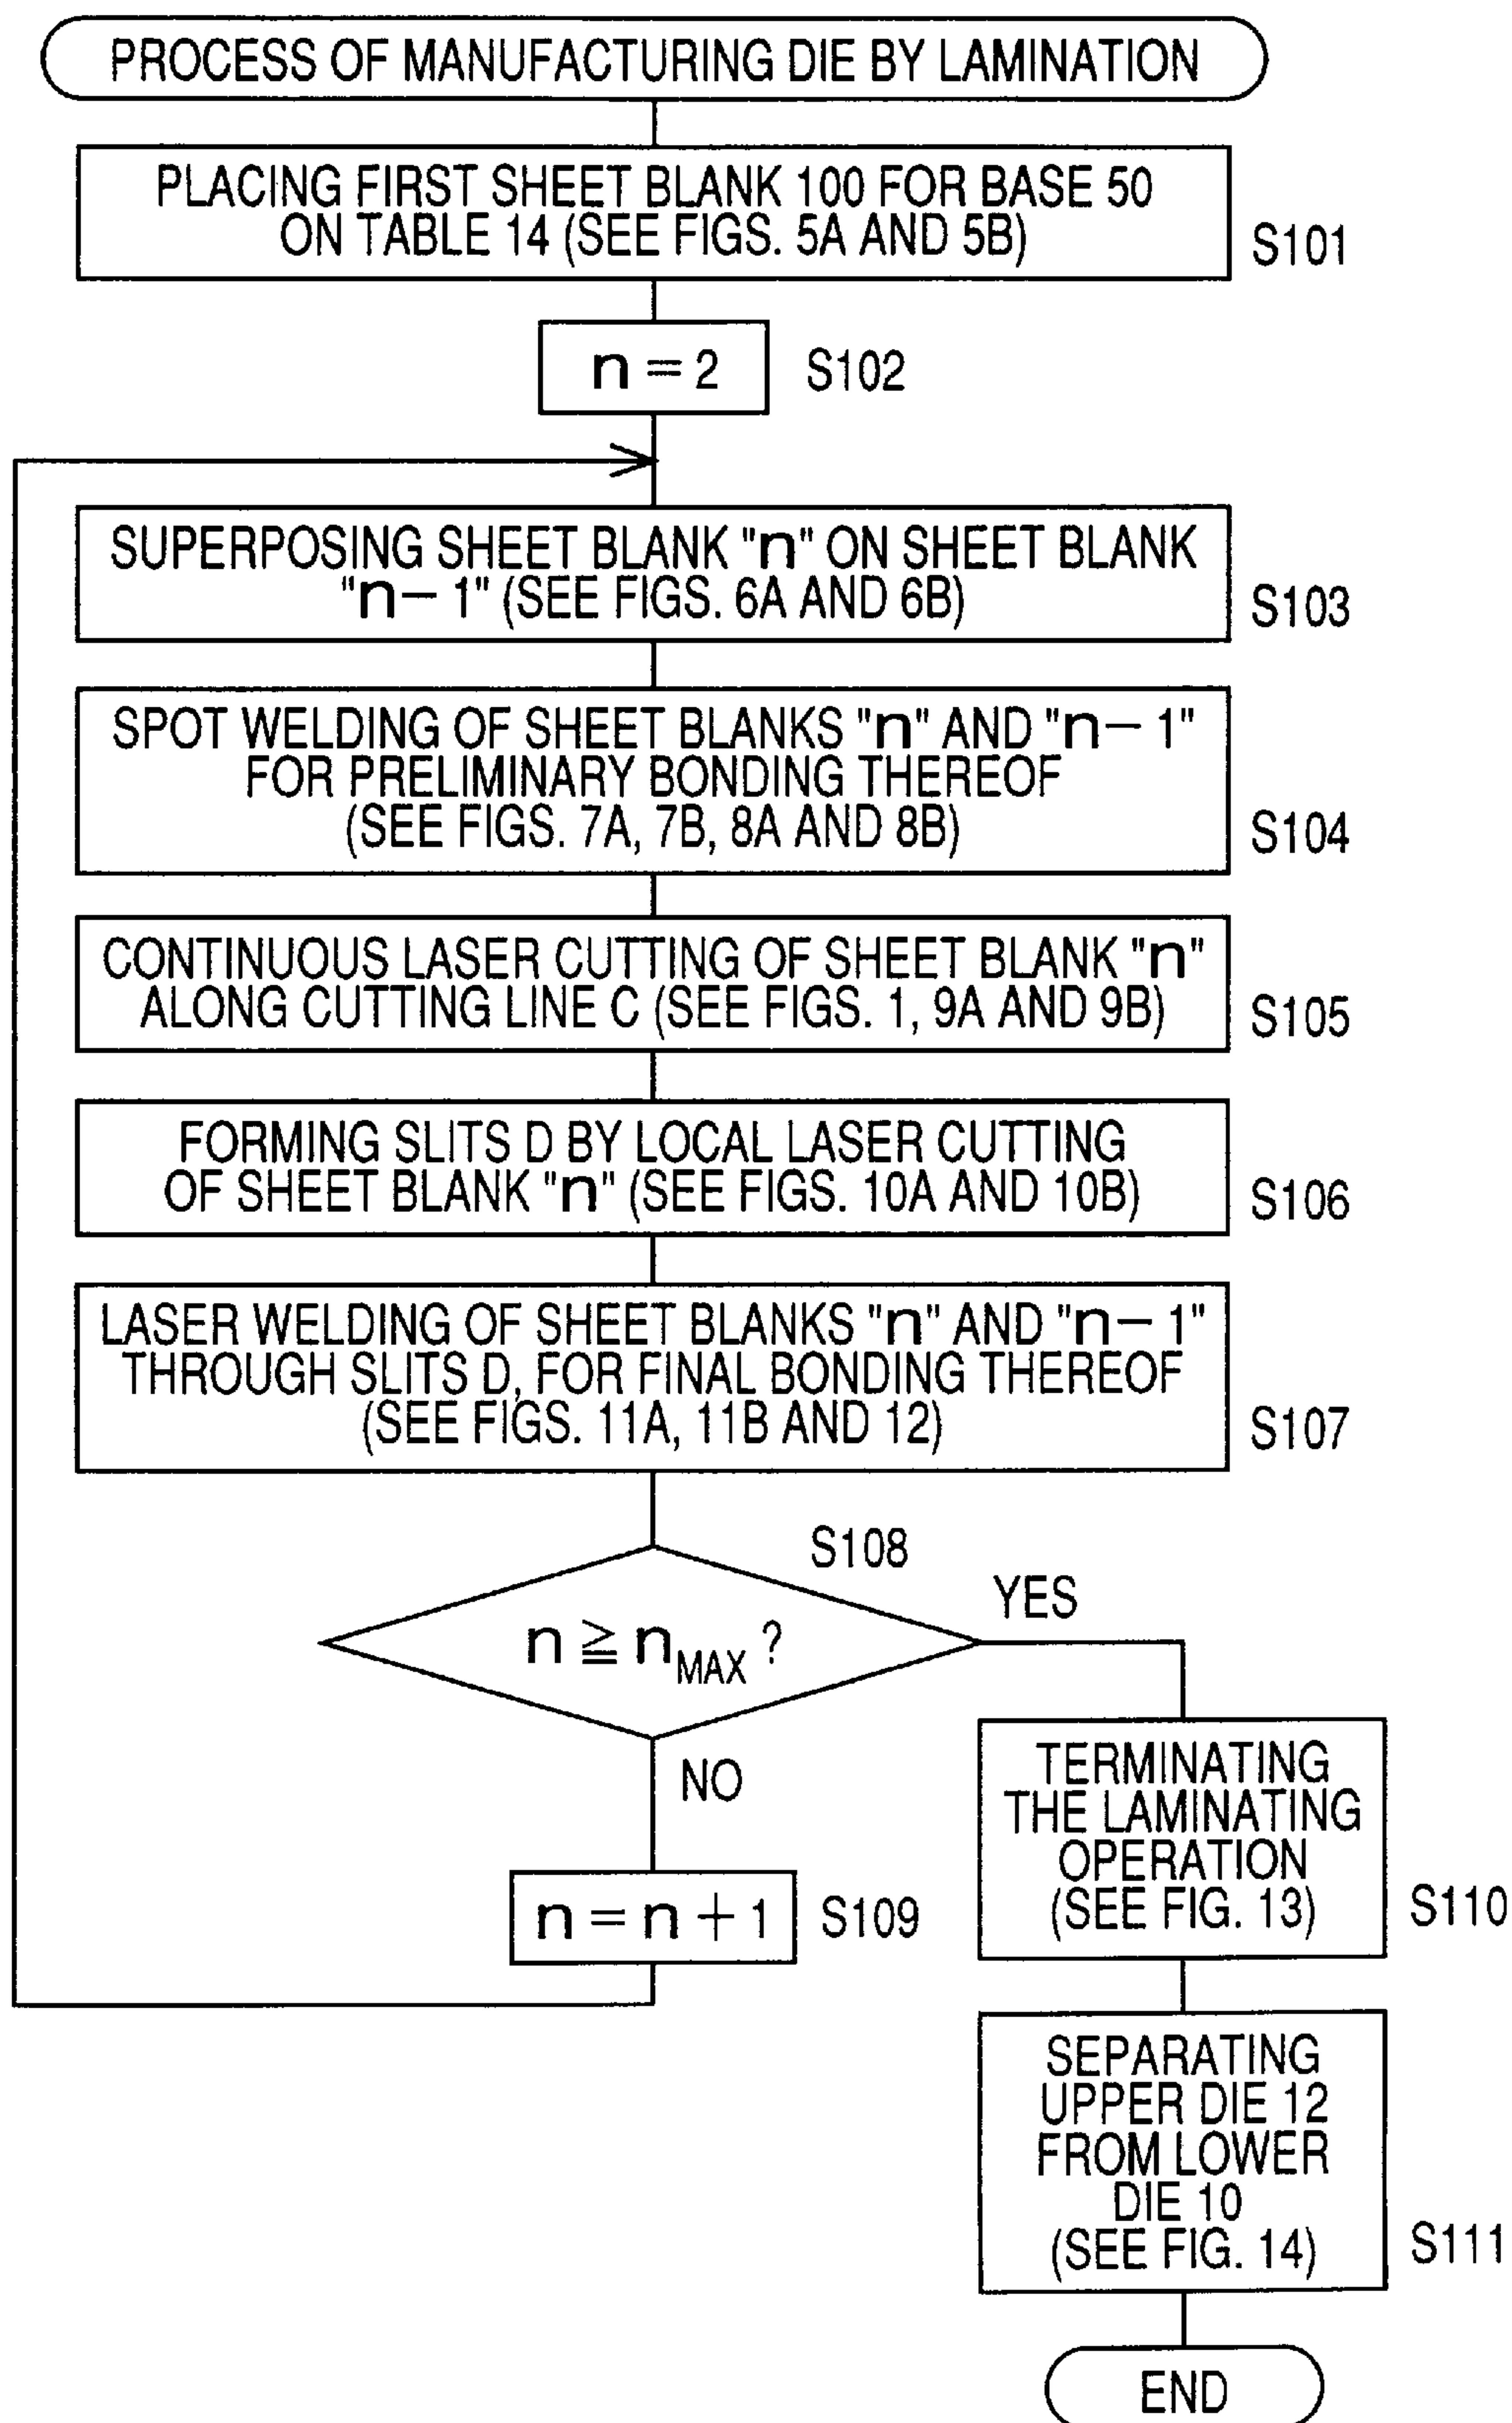 PROCESS OF MANUFACTURING DIE BY LAMINATION
PLACING FIRST SHEET BLANK 100 FOR BASE 50
ON TABLE 14 (SEE FIGS. 5A AND 5B)
S101
n = 2
S102
SUPERPOSING SHEET BLANK "n" ON SHEET BLANK
"n− 1" (SEE FIGS. 6A AND 6B)
S103
SPOT WELDING OF SHEET BLANKS "n" AND "n− 1"
FOR PRELIMINARY BONDING THEREOF
(SEE FIGS. 7A, 7B, 8A AND 8B)
S104
CONTINUOUS LASER CUTTING OF SHEET BLANK "n"
ALONG CUTTING LINE C (SEE FIGS. 1, 9A AND 9B)
S105
FORMING SLITS D BY LOCAL LASER CUTTING
OF SHEET BLANK "n" (SEE FIGS. 10A AND 10B)
S106
LASER WELDING OF SHEET BLANKS "n" AND "n− 1"
THROUGH SLITS D, FOR FINAL BONDING THEREOF
(SEE FIGS. 11A, 11B AND 12)
S107
S108
n ≧ nMAX ?
YES
NO
n = n + 1
S109
TERMINATING
THE LAMINATING
OPERATION
(SEE FIG. 13)
S110
SEPARATING
UPPER DIE 12
FROM LOWER
DIE 10
(SEE FIG. 14)
S111
END